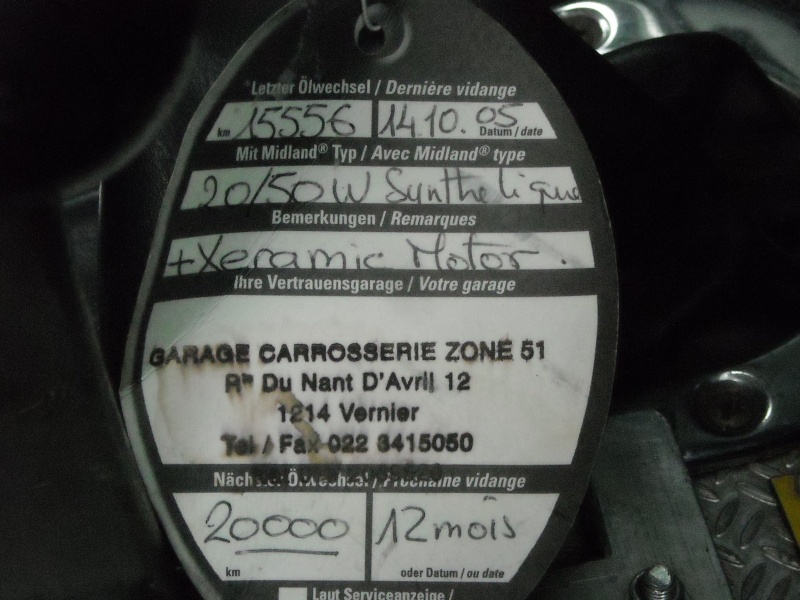 Letzter Ölwechsel / Dernière vidange
km 15556 14.10.05 Datum / date
Mit Midland® Typ / Avec Midland® type
20/50W Synthetique
Bemerkungen / Remarques
+Xeramic Motor.
Ihre Vertrauensgarage / Votre garage
GARAGE CARROSSERIE ZONE 51
Rte Du Nant D'Avril 12
1214 Vernier
Tel / Fax 022 3415050
Nächster Ölwechsel / Prochaine vidange
20000 12 mois
km oder Datum / ou date
Laut Serviceanzeige /